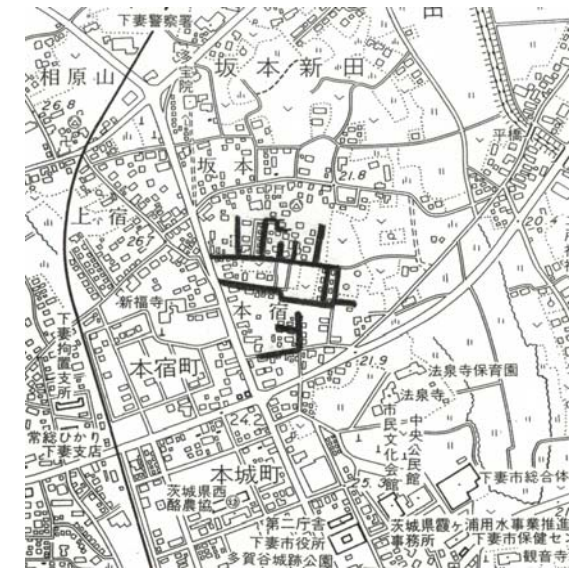 下妻警察署
多宝院
相原山
坂本新田
田
26.8
平橋
坂本
21.8
20.4
上宿
26.7
新福寺
本宿
下妻拘置支所
本宿町
21.9
法泉寺保育園
法泉寺
24.2
市民文化会館
中央公民館
常総ひかり
下妻支店
本城町
25.3
下妻市総合体
茨城県西
酪農協
第二庁舎
下妻市役所
多賀谷城跡公園
茨城県霞ヶ浦用水事業推進
事務所
下妻市保健セン
観音寺